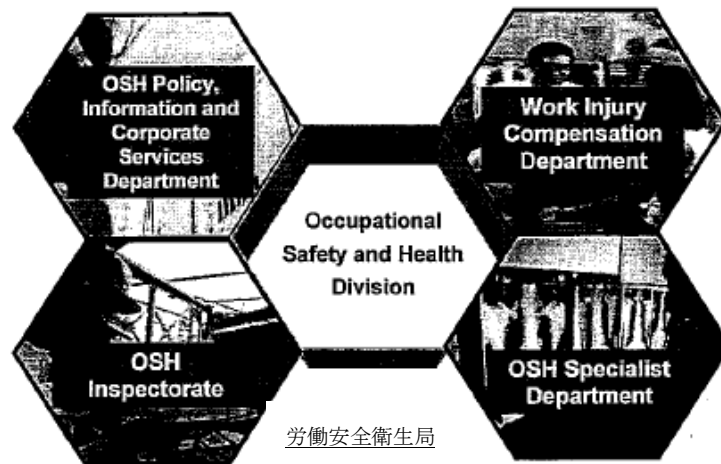 OSH Policy,
Information and
Corporate
Services
Department
Work Injury
Compensation
Department
Occupational
Safety and Health
Division
OSH
Inspectorate
OSH Specialist
Department
労働安全衛生局